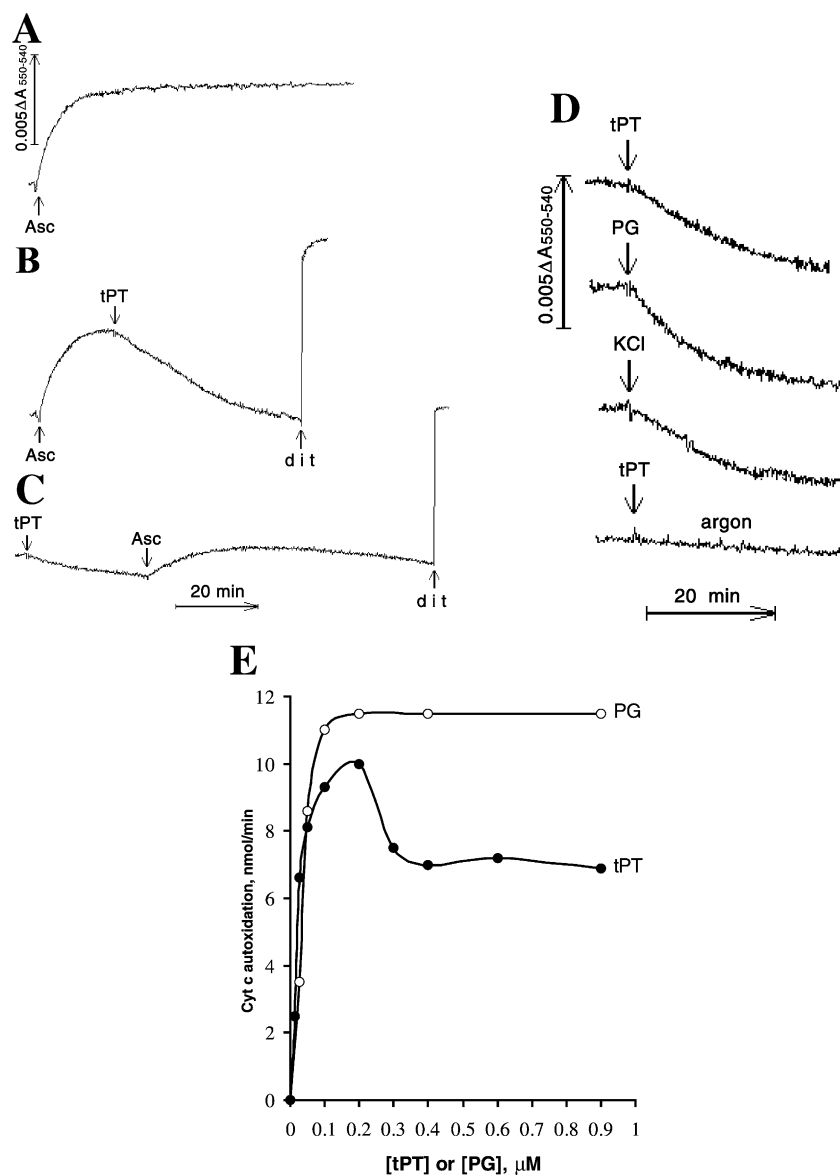 A
0.005ΔA 550-540
Asc
B
tPT
Asc
d i t
C
tPT
Asc
20 min
d i t
D
0.005ΔA550-540
tPT
PG
KCl
tPT
argon
20 min
E
Cyt c autoxidation, nmol/min
12
10
8
6
4
2
0
PG
tPT
0 0.1 0.2 0.3 0.4 0.5 0.6 0.7 0.8 0.9 1
[tPT] or [PG], μM